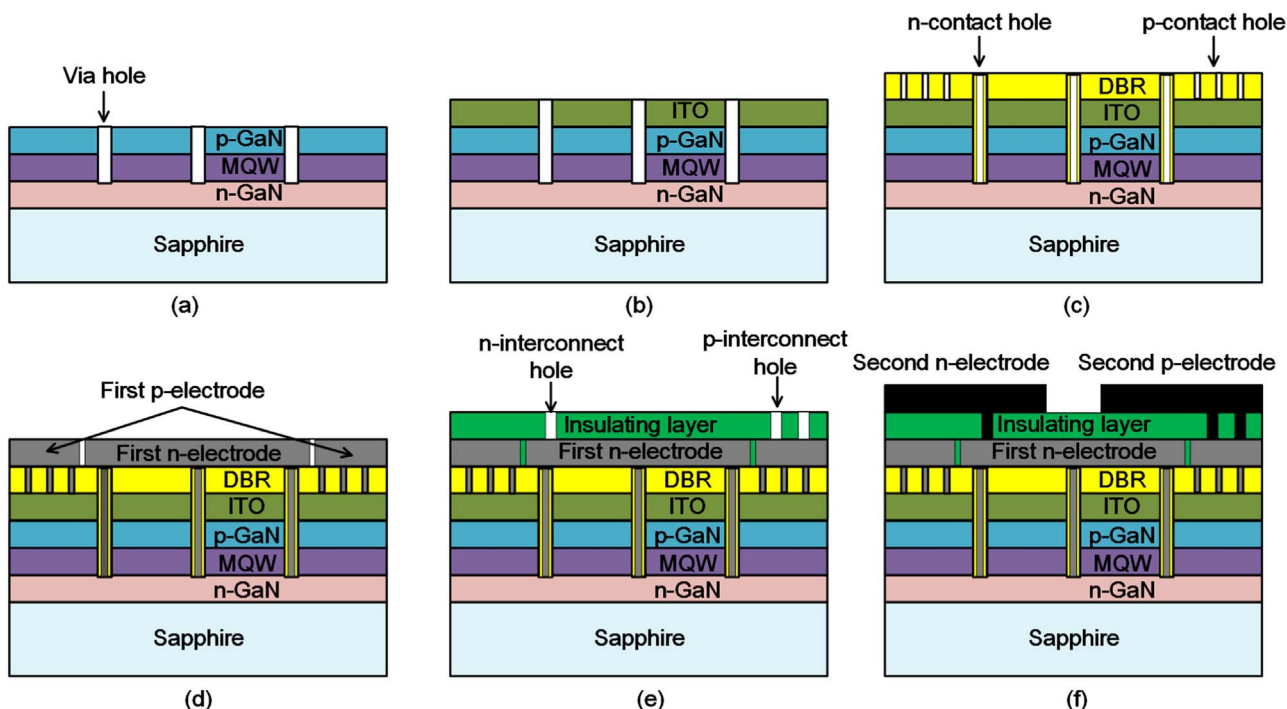 Via hole
p-GaN
MQW
n-GaN
Sapphire
(a)
ITO
p-GaN
MQW
n-GaN
Sapphire
(b)
n-contact hole
p-contact hole
DBR
ITO
p-GaN
MQW
n-GaN
Sapphire
(c)
First p-electrode
First n-electrode
DBR
ITO
p-GaN
MQW
n-GaN
Sapphire
(d)
n-interconnect
hole
p-interconnect
hole
Insulating layer
First n-electrode
DBR
ITO
p-GaN
MQW
n-GaN
Sapphire
(e)
Second n-electrode
Second p-electrode
Insulating layer
First n-electrode
DBR
ITO
p-GaN
MQW
n-GaN
Sapphire
(f)